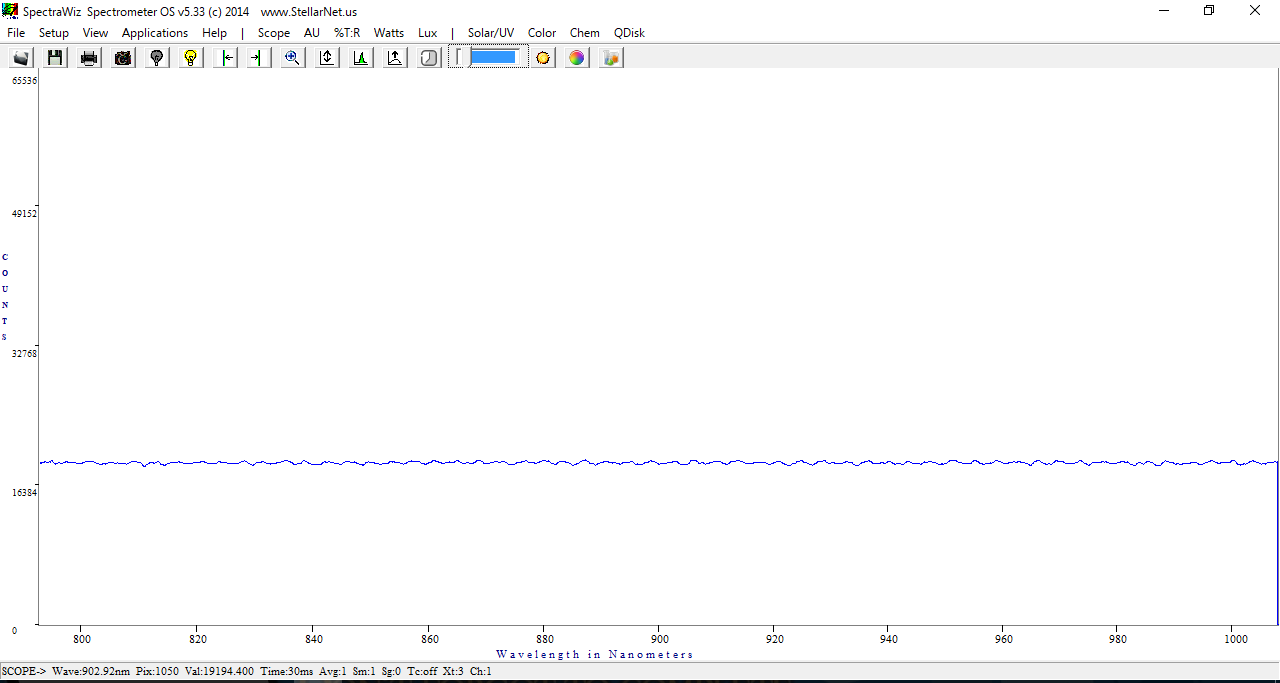 SpectraWiz Spectrometer OS v5.33 (c) 2014 www.StellarNet.us
File Setup View Applications Help | Scope AU %T:R Watts Lux | Solar/UV Color Chem QDisk
65536
49152
COUNTS
32768
16384
0
800 820 840 860 880 900 920 940 960 980 1000
Wavelength in Nanometers
SCOPE-> Wave:902.92nm Pix:1050 Val:19194.400 Time:30ms Avg:1 Sm:1 Sg:0 Tc:off Xt:3 Ch:1